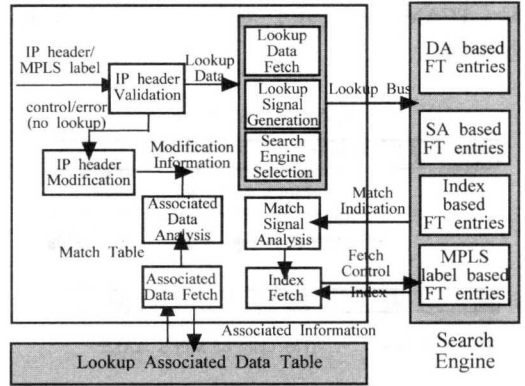 IP header/
MPLS label
IP header
Validation
Lookup
Data
control/error
(no lookup)
Lookup
Data
Fetch
Lookup
Signal
Generation
Search
Engine
Selection
Lookup Bus
DA based
FT entries
SA based
FT entries
Index
based
FT entries
MPLS
label based
FT entries
Search
Engine
IP header
Modification
Modification
Information
Associated
Data
Analysis
Match
Signal
Analysis
Match
Indication
Match Table
Associated
Data Fetch
Index
Fetch
Fetch
Control
Index
Associated Information
Lookup Associated Data Table